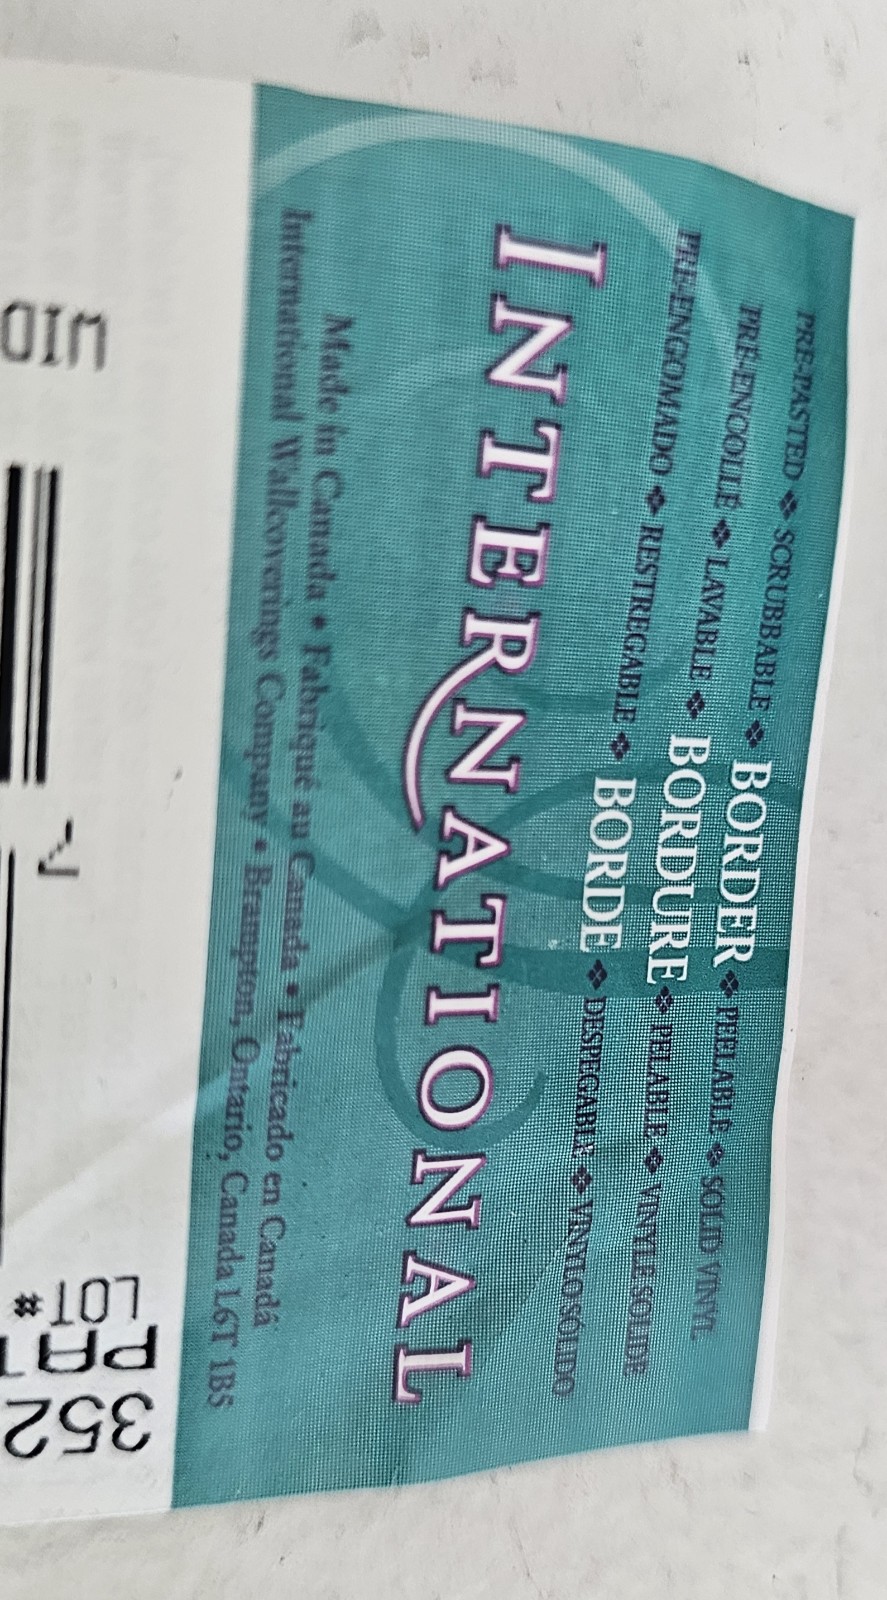 PRE-PASTED ❖ SCRUBBABLE ❖ BORDER ❖ PEELABLE ❖ SOLID VINYL
PRÉ-ENCOLLÉ ❖ LAVABLE ❖ BORDURE ❖ PELABLE ❖ VINYLE SOLIDE
PRE-ENGOMADO ❖ RESTREGABLE ❖ BORDE ❖ DESPEGABLE ❖ VINYLO SÓLIDO
INTERNATIONAL
Made in Canada • Fabriqué au Canada • Fabricado en Canadá
International Wallcoverings Company • Brampton, Ontario, Canada L6T 1B5
352
PAT
LOT#
WID